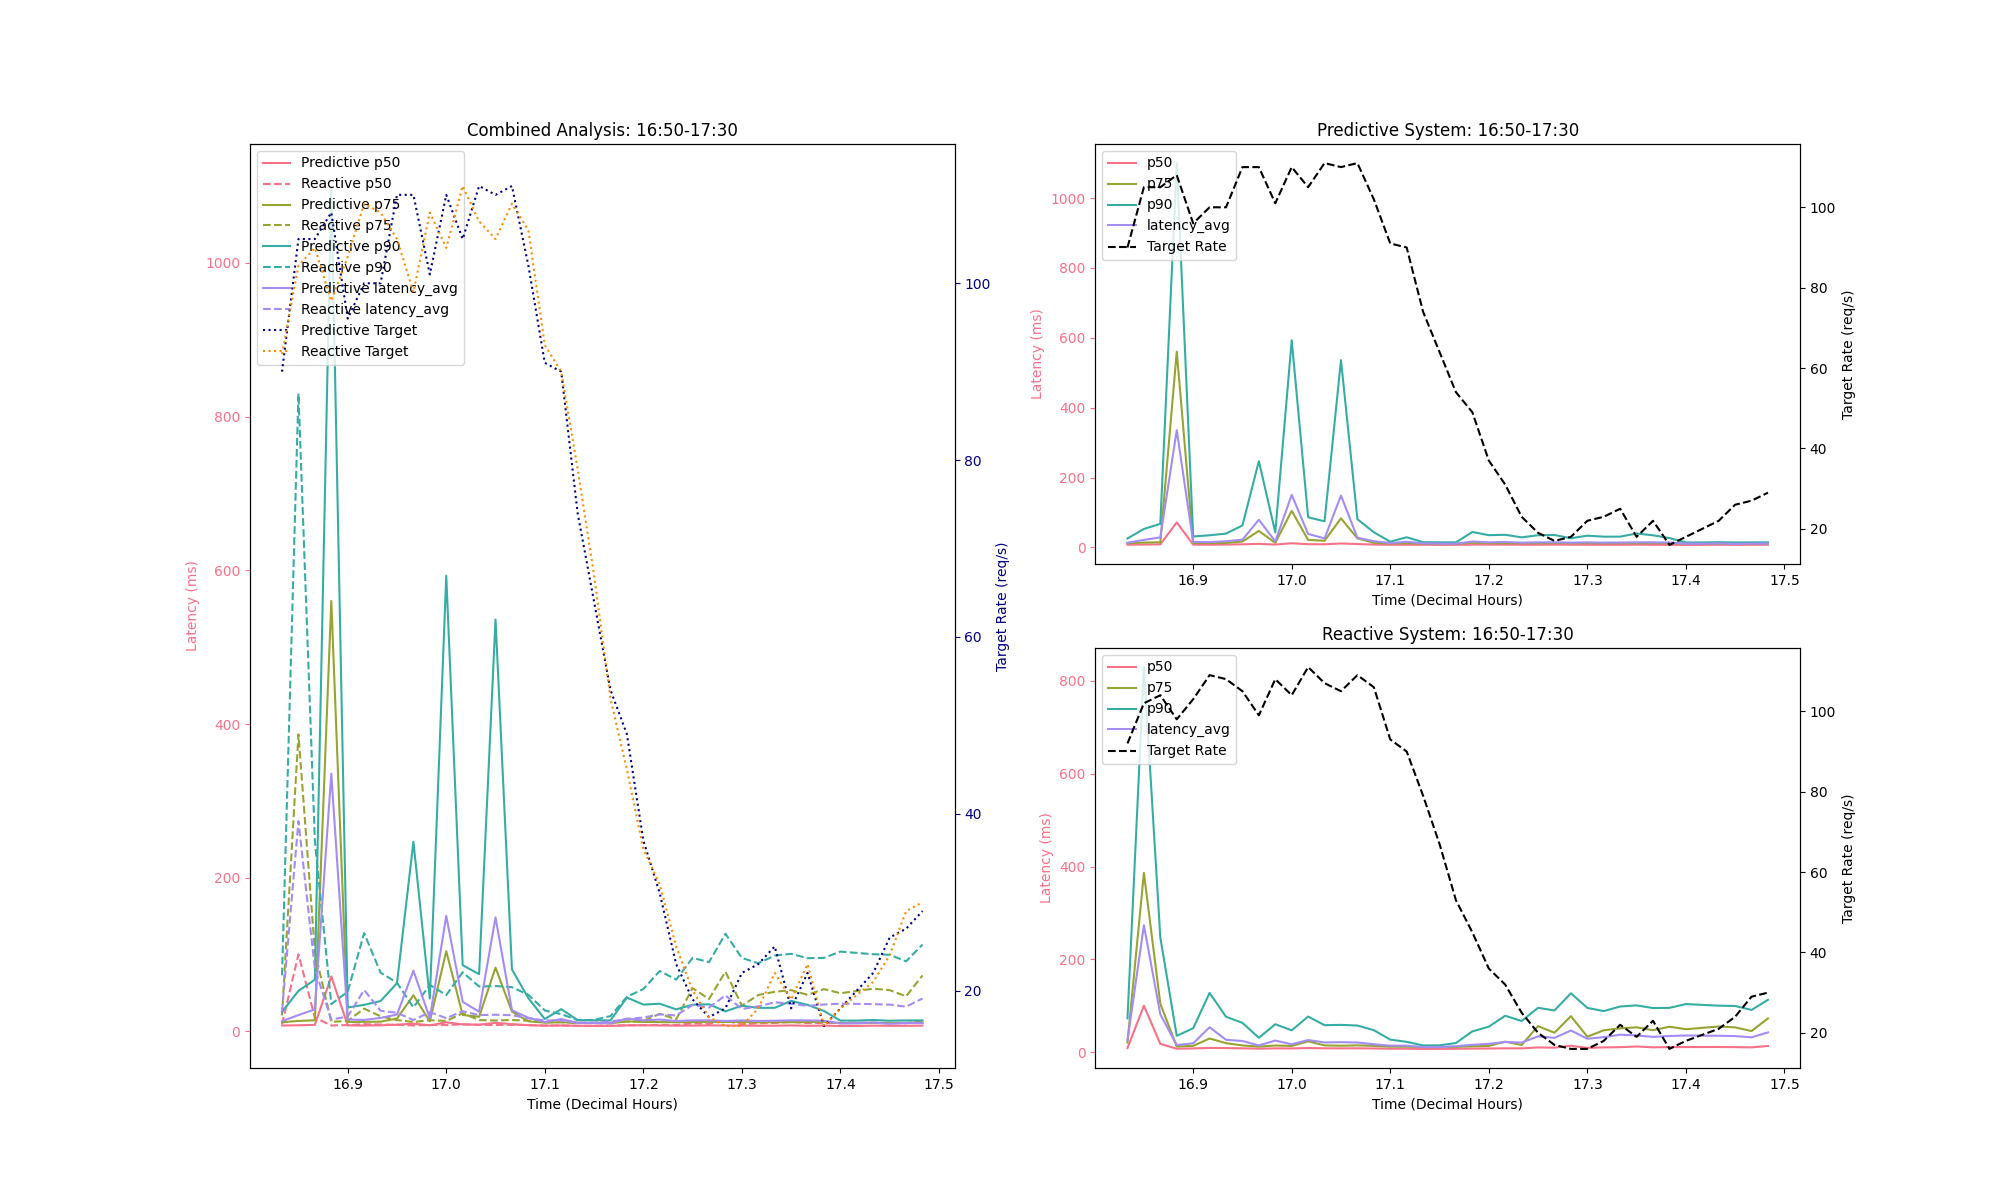 Combined Analysis: 16:50-17:30
Predictive p50
Reactive p50
Predictive p75
Reactive p75
Predictive p90
Reactive p90
Predictive latency_avg
Reactive latency_avg
Predictive Target
Reactive Target
Latency (ms)
1000
800
600
400
200
0
100
80
60
40
20
Target Rate (req/s)
16.9 17.0 17.1 17.2 17.3 17.4 17.5
Time (Decimal Hours)
Predictive System: 16:50-17:30
p50
p75
p90
latency_avg
Target Rate
Latency (ms)
1000
800
600
400
200
0
100
80
60
40
20
Target Rate (req/s)
16.9 17.0 17.1 17.2 17.3 17.4 17.5
Time (Decimal Hours)
Reactive System: 16:50-17:30
p50
p75
p90
latency_avg
Target Rate
Latency (ms)
800
600
400
200
0
100
80
60
40
20
Target Rate (req/s)
16.9 17.0 17.1 17.2 17.3 17.4 17.5
Time (Decimal Hours)